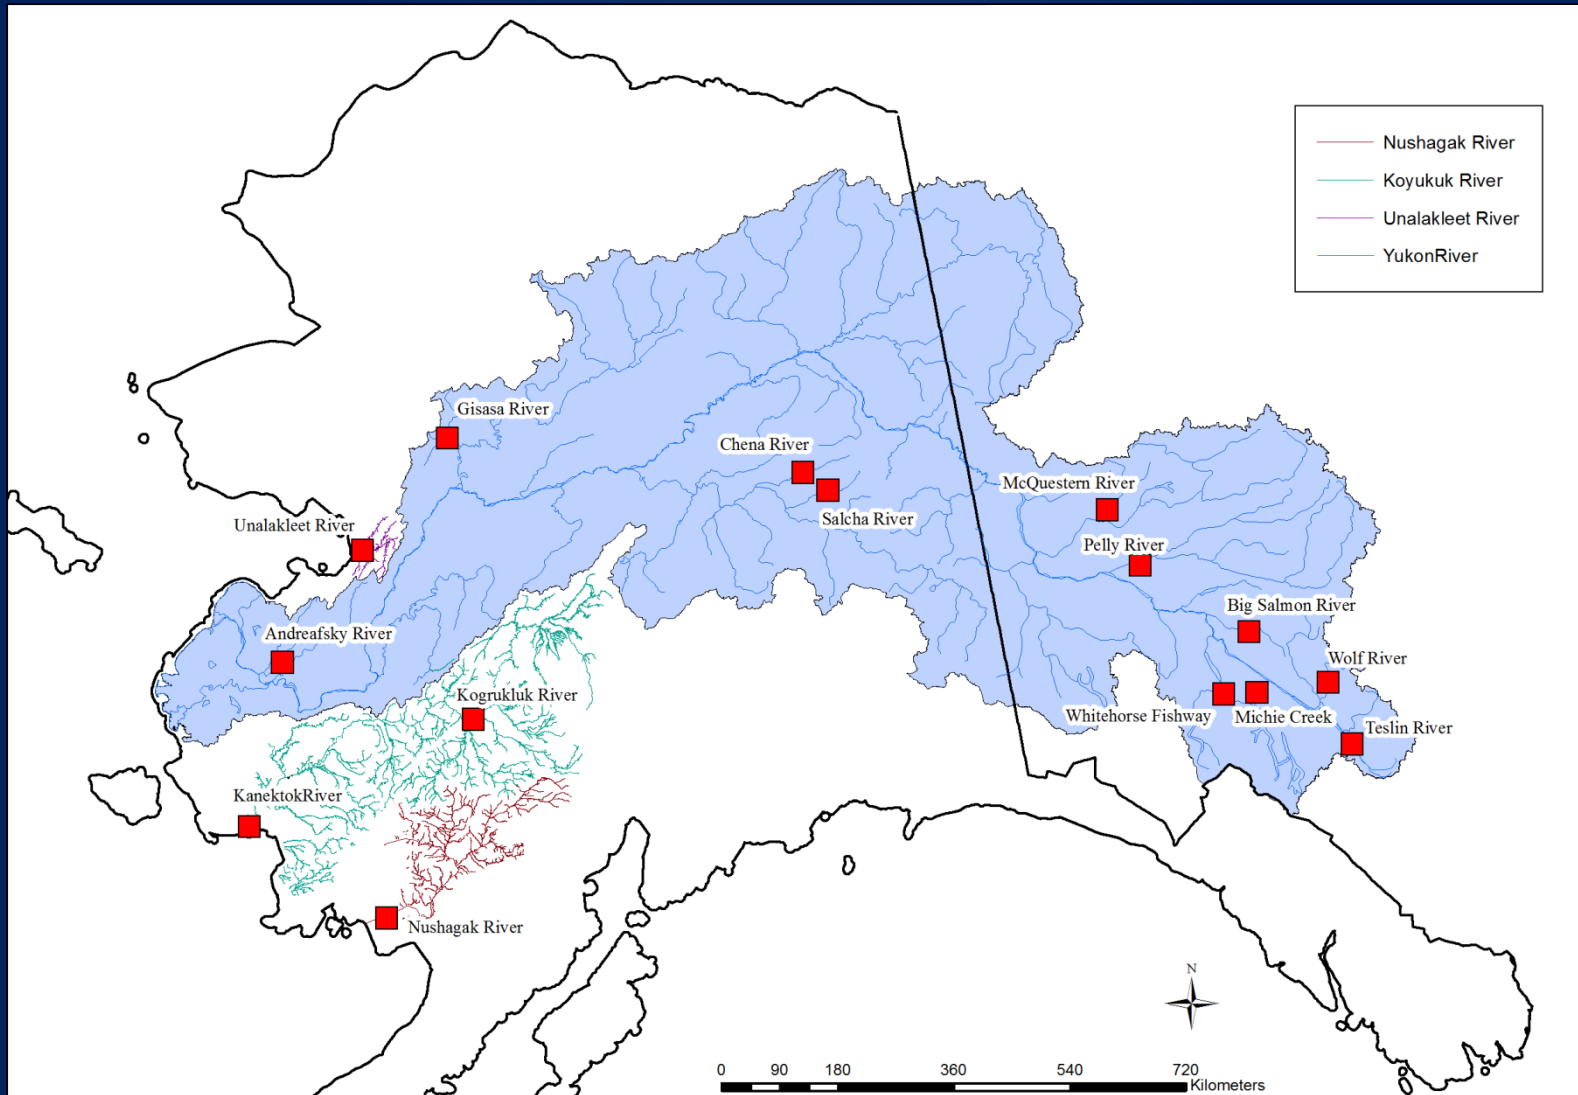 Nushagak River
Koyukuk River
Unalakleet River
YukonRiver
Gisasa River
Chena River
McQuestern River
Salcha River
Unalakleet River
Pelly River
Big Salmon River
Andreafsky River
Wolf River
Kogrukluk River
Whitehorse Fishway
Michie Creek
Teslin River
KanektokRiver
Nushagak River
N
0 90 180 360 540 720
Kilometers